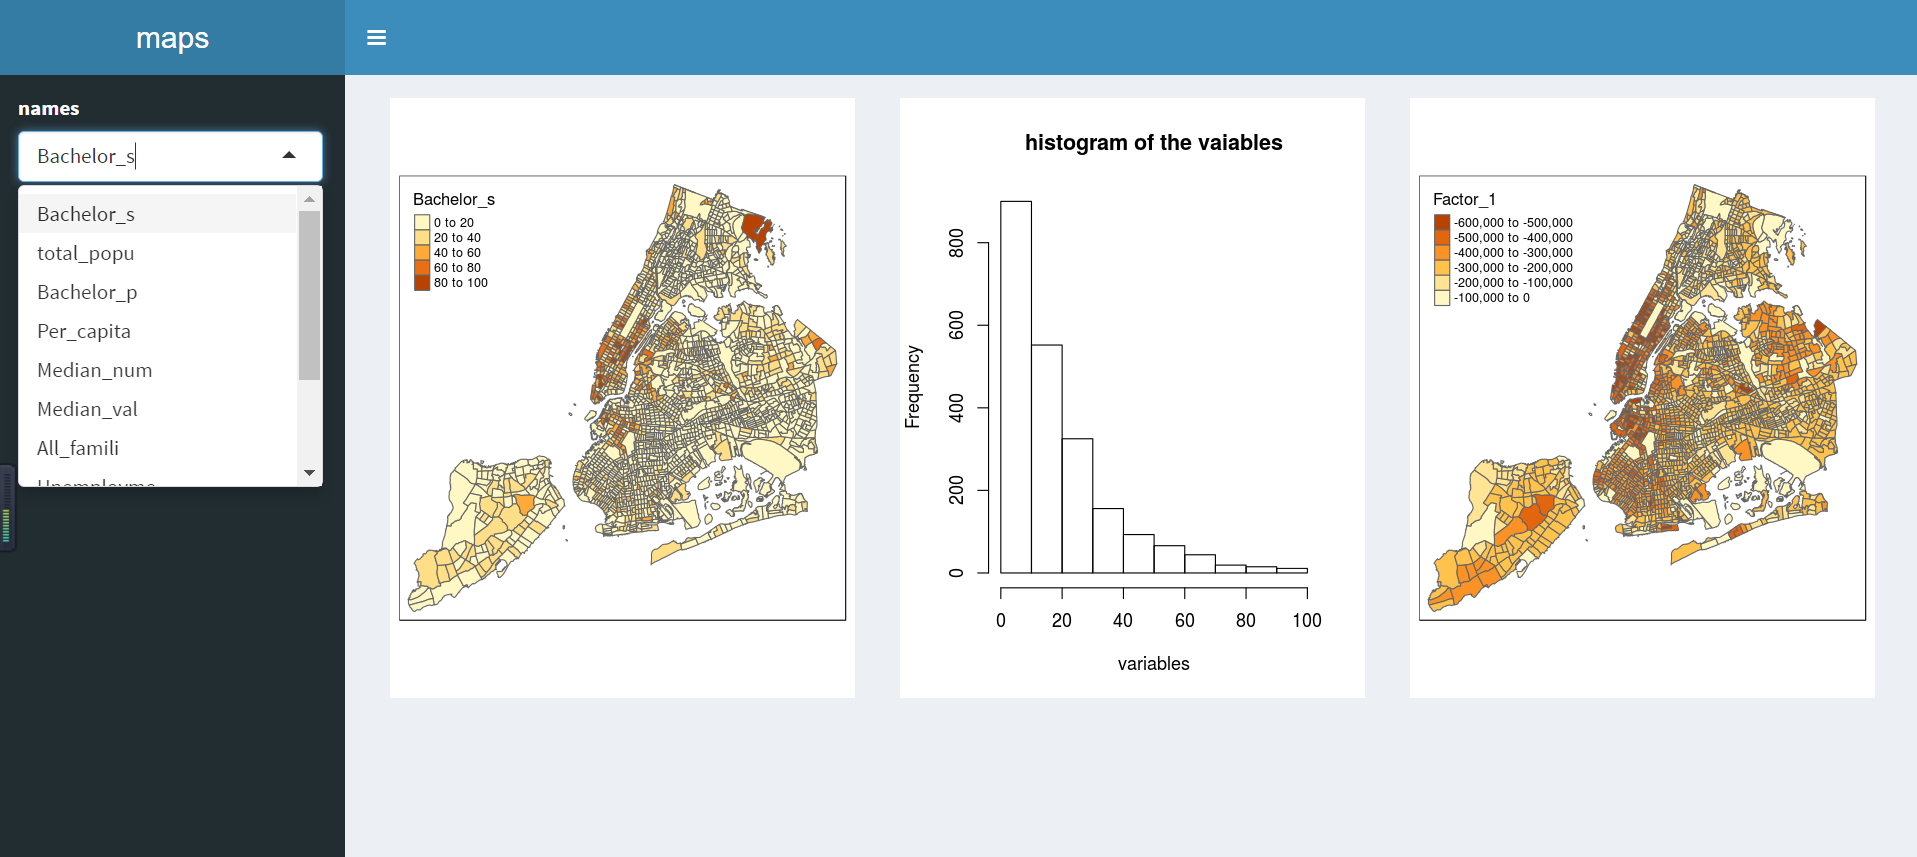 maps
names
Bachelor_s
Bachelor_s
total_popu
Bachelor_p
Per_capita
Median_num
Median_val
All_famili
Unemployme
Bachelor_s
0 to 20
20 to 40
40 to 60
60 to 80
80 to 100
histogram of the vaiables
Frequency
0
200
400
600
800
0 20 40 60 80 100
variables
Factor_1
-600,000 to -500,000
-500,000 to -400,000
-400,000 to -300,000
-300,000 to -200,000
-200,000 to -100,000
-100,000 to 0